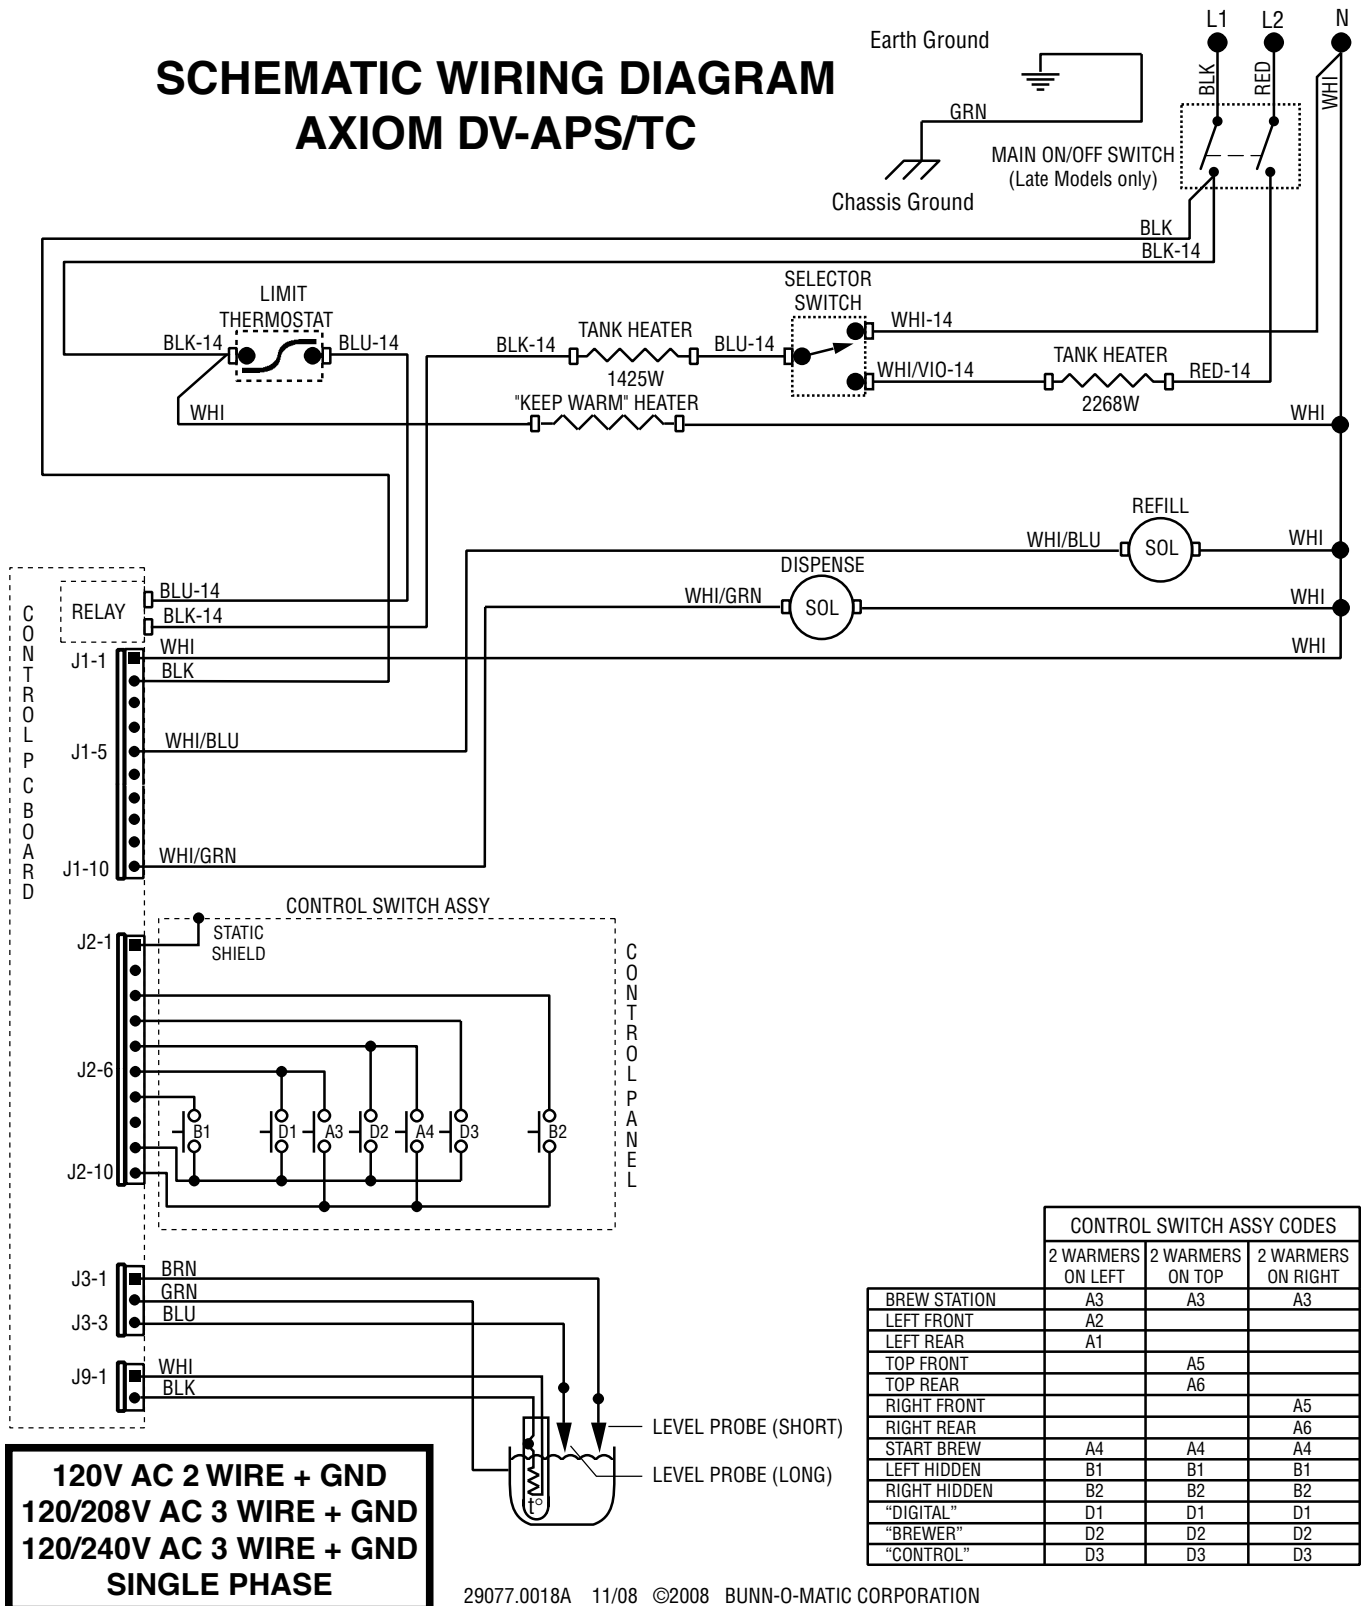 SCHEMATIC WIRING DIAGRAM
AXIOM DV-APS/TC
Earth Ground
GRN
Chassis Ground
L1
L2
N
BLK
RED
WHI
MAIN ON/OFF SWITCH
(Late Models only)
BLK
BLK-14
LIMIT
THERMOSTAT
BLK-14
BLU-14
WHI
BLK-14
TANK HEATER
1425W
BLU-14
SELECTOR
SWITCH
WHI-14
WHI/VIO-14
TANK HEATER
2268W
RED-14
"KEEP WARM" HEATER
WHI
REFILL
WHI/BLU
SOL
WHI
DISPENSE
WHI/GRN
SOL
WHI
WHI
CONTROL PC BOARD
RELAY
BLU-14
BLK-14
J1-1
WHI
BLK
J1-5
WHI/BLU
J1-10
WHI/GRN
CONTROL SWITCH ASSY
J2-1
STATIC
SHIELD
CONTROL PANEL
J2-6
B1
D1
A3
D2
A4
D3
B2
J2-10
J3-1
BRN
GRN
J3-3
BLU
J9-1
WHI
BLK
t°
LEVEL PROBE (SHORT)
LEVEL PROBE (LONG)
CONTROL SWITCH ASSY CODES
2 WARMERS ON LEFT 2 WARMERS ON TOP 2 WARMERS ON RIGHT
BREW STATION A3 A3 A3
LEFT FRONT A2
LEFT REAR A1
TOP FRONT A5
TOP REAR A6
RIGHT FRONT A5
RIGHT REAR A6
START BREW A4 A4 A4
LEFT HIDDEN B1 B1 B1
RIGHT HIDDEN B2 B2 B2
“DIGITAL” D1 D1 D1
“BREWER” D2 D2 D2
“CONTROL” D3 D3 D3
120V AC 2 WIRE + GND
120/208V AC 3 WIRE + GND
120/240V AC 3 WIRE + GND
SINGLE PHASE
29077.0018A 11/08 ©2008 BUNN-O-MATIC CORPORATION